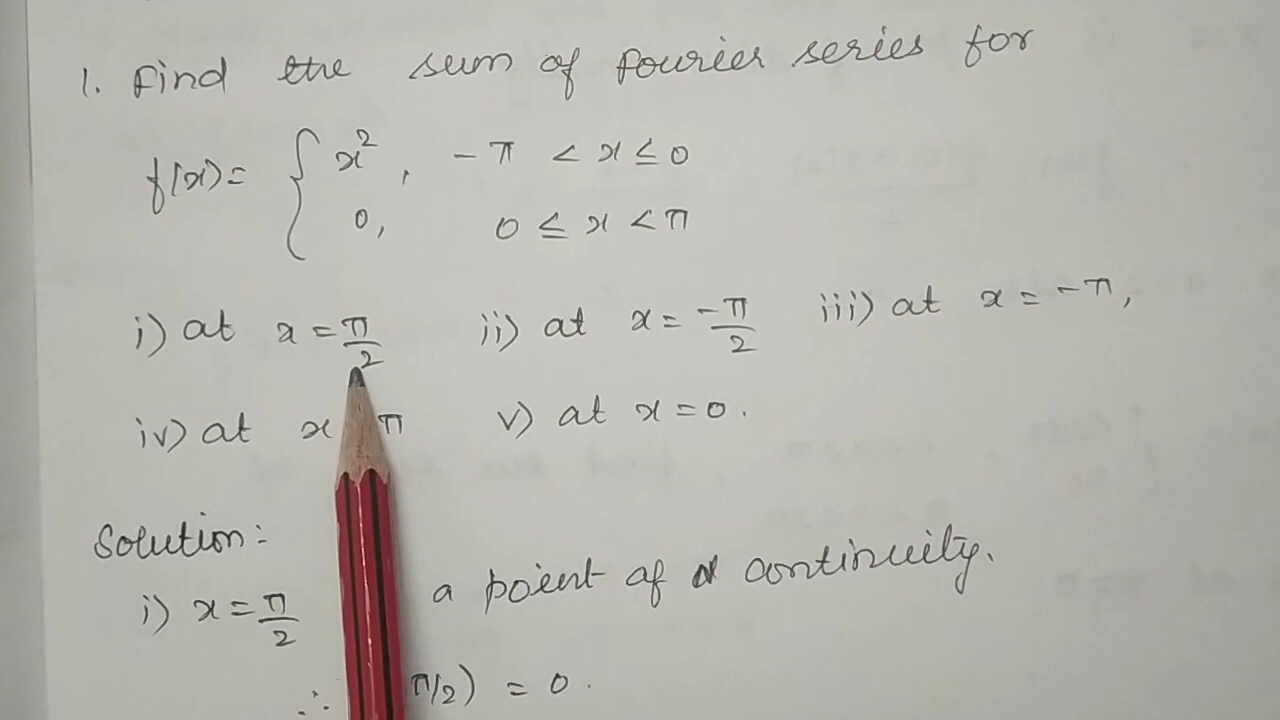 1. Find the sum of Fourier series for
f(x) = { x², -π < x ≤ 0
0, 0 ≤ x < π
i) at x = π/2 ii) at x = -π/2 iii) at x = -π,
iv) at x π v) at x = 0.
Solution:
i) x = π/2 a point of continuity.
∴ π/2) = 0.